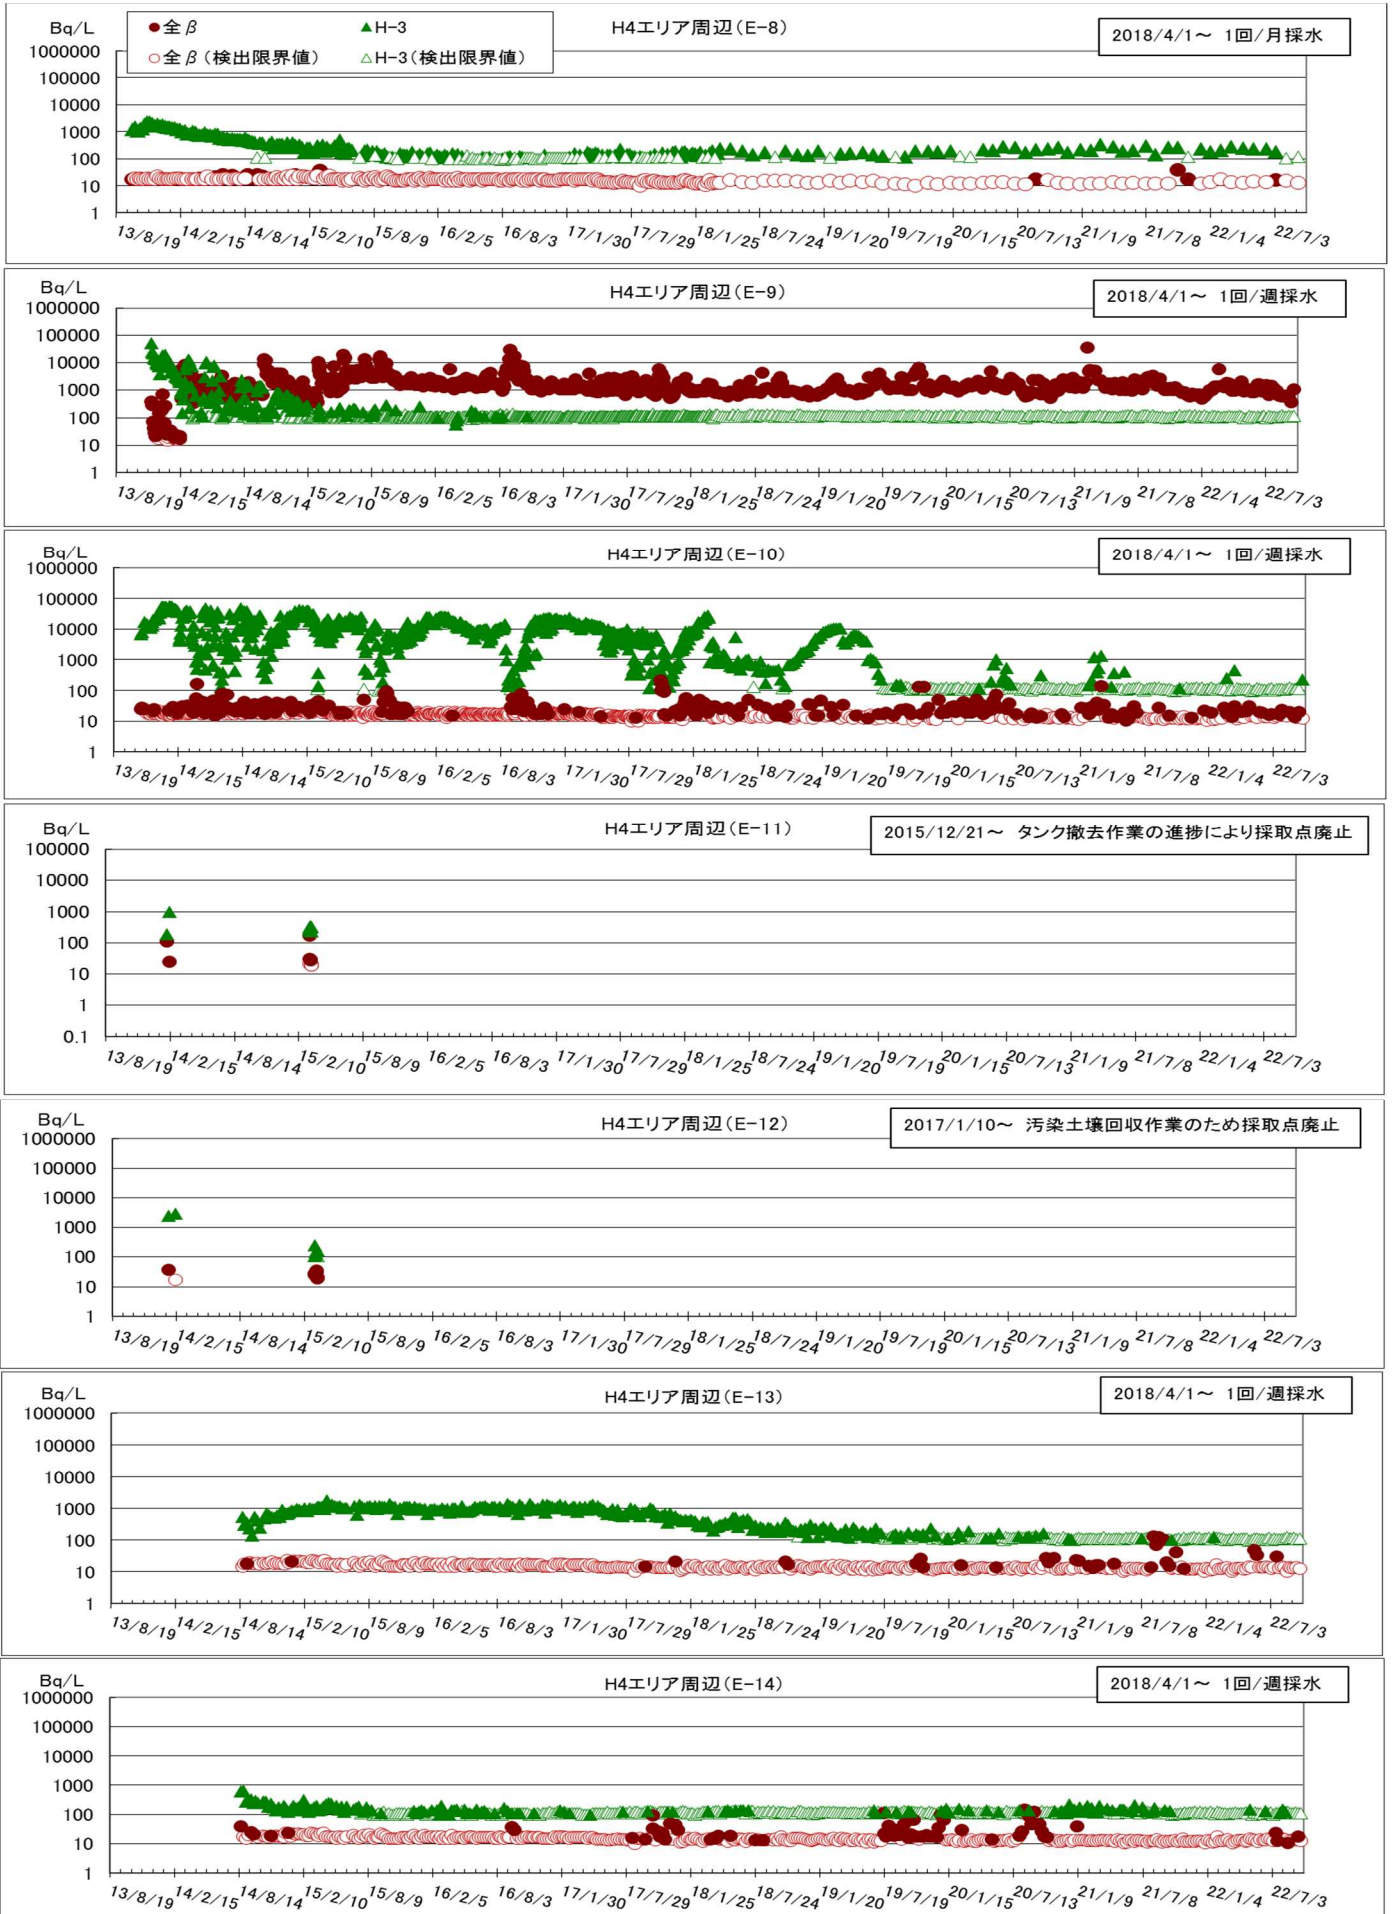 Bq/L
全β
H-3
H4エリア周辺(E-8)
2018/4/1～ 1回/月採水
全β(検出限界値)
H-3(検出限界値)
1000000
100000
10000
1000
100
10
1
13/8/19 14/2/15 14/8/14 15/2/10 15/8/9 16/2/5 16/8/3 17/1/30 17/7/29 18/1/25 18/7/24 19/1/20 19/7/19 20/1/15 20/7/13 21/1/9 21/7/8 22/1/4 22/7/3
Bq/L
H4エリア周辺(E-9)
2018/4/1～ 1回/週採水
1000000
100000
10000
1000
100
10
1
13/8/19 14/2/15 14/8/14 15/2/10 15/8/9 16/2/5 16/8/3 17/1/30 17/7/29 18/1/25 18/7/24 19/1/20 19/7/19 20/1/15 20/7/13 21/1/9 21/7/8 22/1/4 22/7/3
Bq/L
H4エリア周辺(E-10)
2018/4/1～ 1回/週採水
1000000
100000
10000
1000
100
10
1
13/8/19 14/2/15 14/8/14 15/2/10 15/8/9 16/2/5 16/8/3 17/1/30 17/7/29 18/1/25 18/7/24 19/1/20 19/7/19 20/1/15 20/7/13 21/1/9 21/7/8 22/1/4 22/7/3
Bq/L
H4エリア周辺(E-11)
2015/12/21～ タンク撤去作業の進捗により採取点廃止
100000
10000
1000
100
10
1
0.1
13/8/19 14/2/15 14/8/14 15/2/10 15/8/9 16/2/5 16/8/3 17/1/30 17/7/29 18/1/25 18/7/24 19/1/20 19/7/19 20/1/15 20/7/13 21/1/9 21/7/8 22/1/4 22/7/3
Bq/L
H4エリア周辺(E-12)
2017/1/10～ 汚染土壌回収作業のため採取点廃止
1000000
100000
10000
1000
100
10
1
13/8/19 14/2/15 14/8/14 15/2/10 15/8/9 16/2/5 16/8/3 17/1/30 17/7/29 18/1/25 18/7/24 19/1/20 19/7/19 20/1/15 20/7/13 21/1/9 21/7/8 22/1/4 22/7/3
Bq/L
H4エリア周辺(E-13)
2018/4/1～ 1回/週採水
1000000
100000
10000
1000
100
10
1
13/8/19 14/2/15 14/8/14 15/2/10 15/8/9 16/2/5 16/8/3 17/1/30 17/7/29 18/1/25 18/7/24 19/1/20 19/7/19 20/1/15 20/7/13 21/1/9 21/7/8 22/1/4 22/7/3
Bq/L
H4エリア周辺(E-14)
2018/4/1～ 1回/週採水
1000000
100000
10000
1000
100
10
1
13/8/19 14/2/15 14/8/14 15/2/10 15/8/9 16/2/5 16/8/3 17/1/30 17/7/29 18/1/25 18/7/24 19/1/20 19/7/19 20/1/15 20/7/13 21/1/9 21/7/8 22/1/4 22/7/3